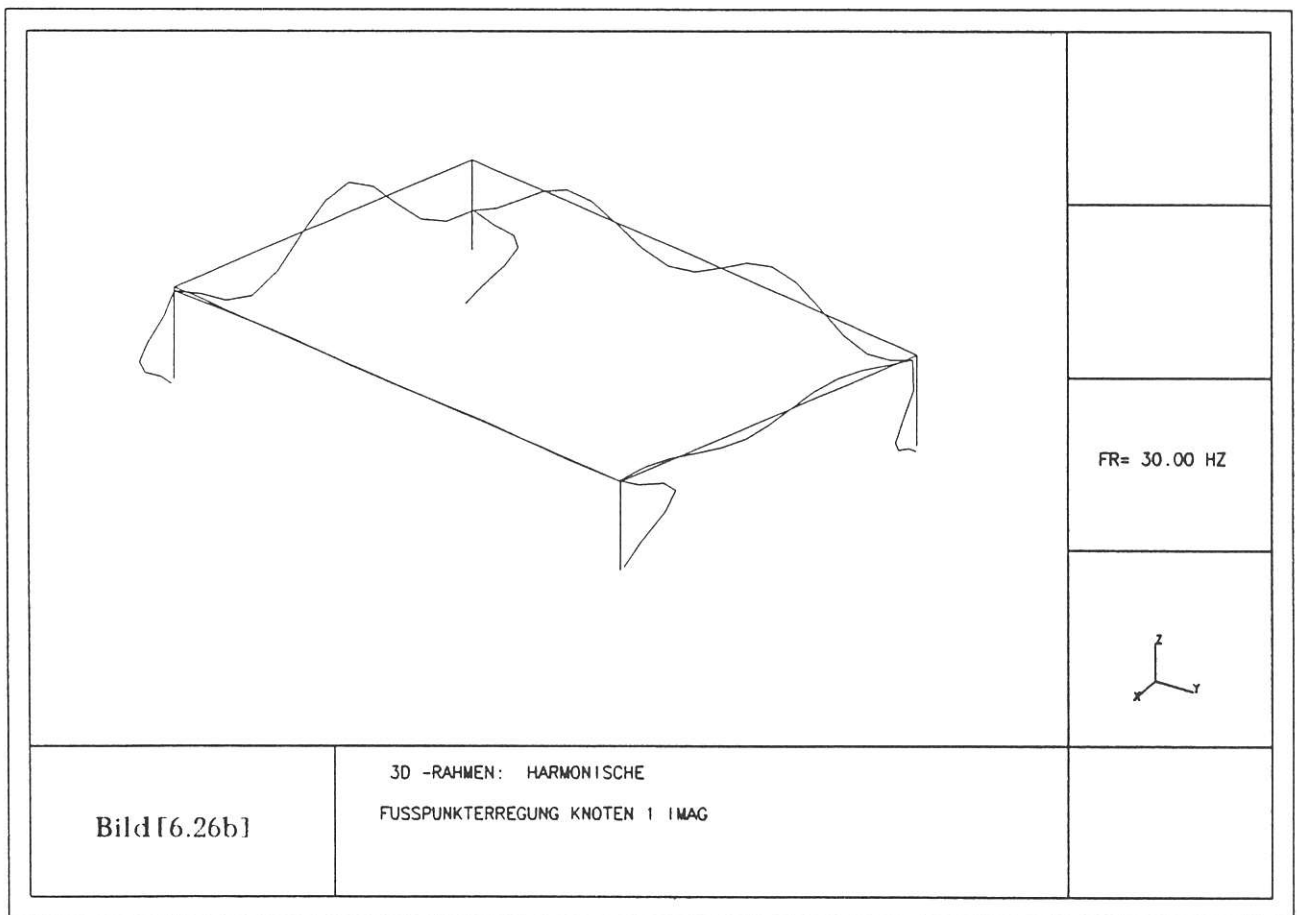 FR= 30.00 HZ
Z
X
Y
3D -RAHMEN: HARMONISCHE
FUSSPUNKTERREGUNG KNOTEN 1 IMAG
Bild[6.26b]